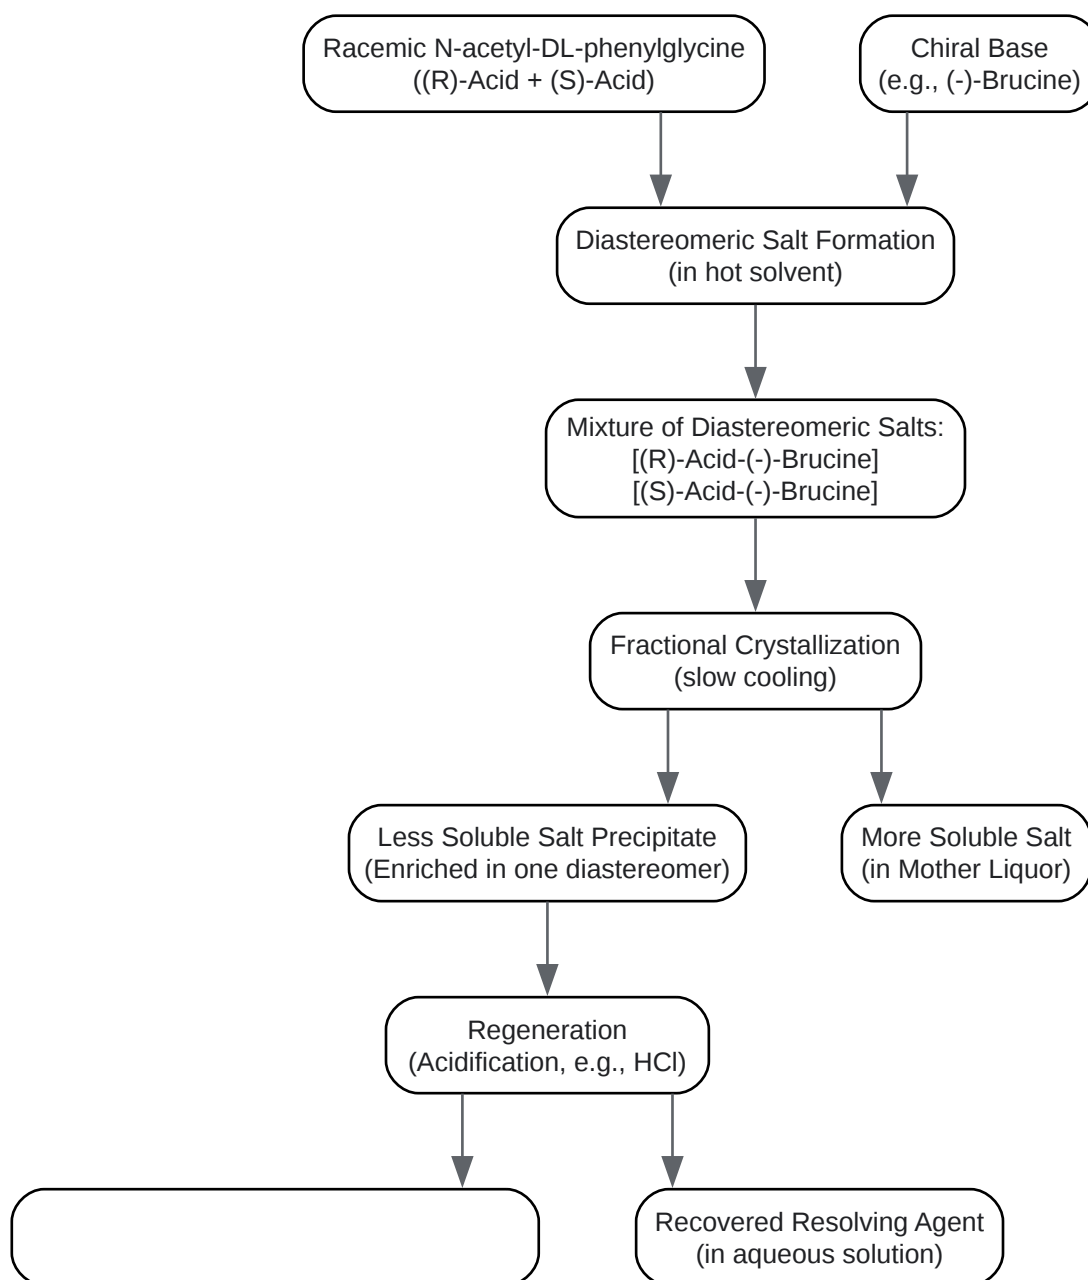 Racemic N-acetyl-DL-phenylglycine
((R)-Acid + (S)-Acid)
Chiral Base
(e.g., (-)-Brucine)
Diastereomeric Salt Formation
(in hot solvent)
Mixture of Diastereomeric Salts:
[(R)-Acid-(-)-Brucine]
[(S)-Acid-(-)-Brucine]
Fractional Crystallization
(slow cooling)
Less Soluble Salt Precipitate
(Enriched in one diastereomer)
More Soluble Salt
(in Mother Liquor)
Regeneration
(Acidification, e.g., HCl)
Recovered Resolving Agent
(in aqueous solution)